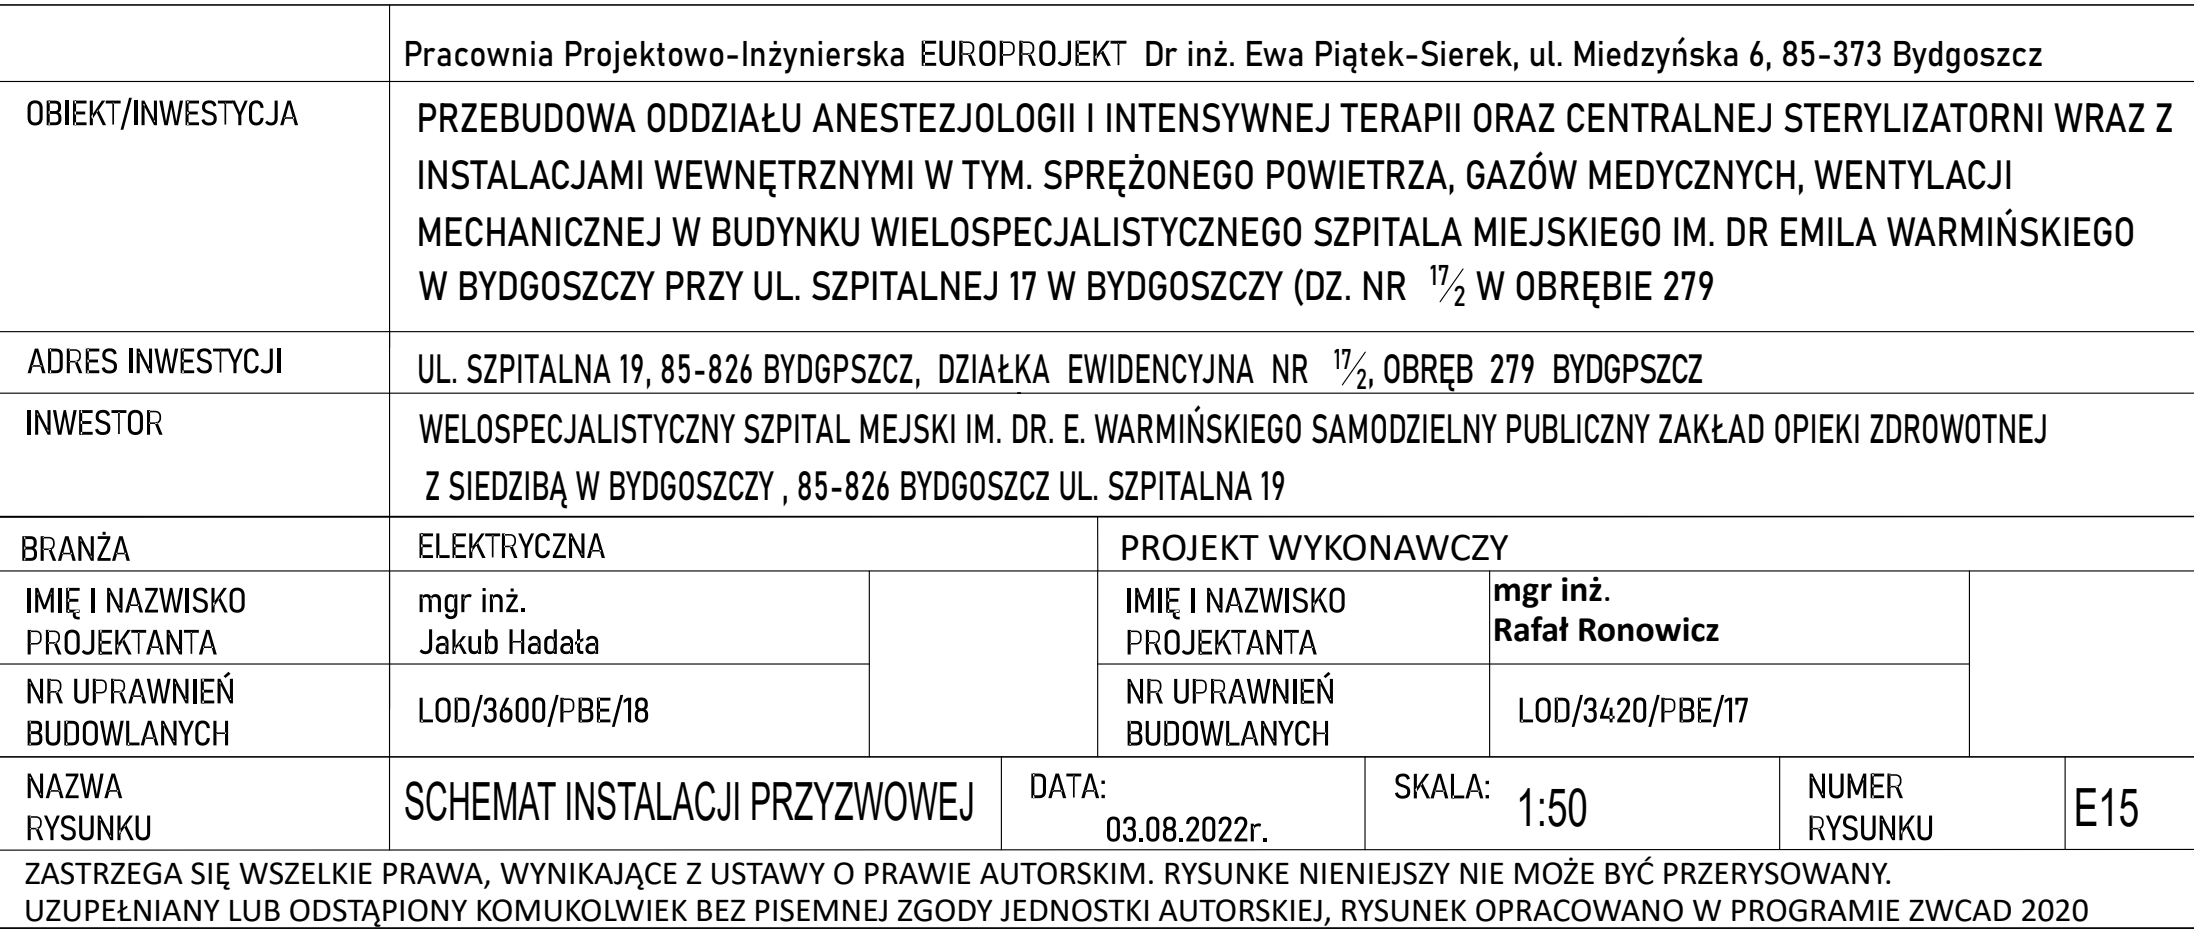 Pracownia Projektowo-Inżynierska EUROPROJEKT Dr inż. Ewa Piątek-Sierek, ul. Miedzyńska 6, 85-373 Bydgoszcz
OBIEKT/INWESTYCJA
PRZEBUDOWA ODDZIAŁU ANESTEZJOLOGII I INTENSYWNEJ TERAPII ORAZ CENTRALNEJ STERYLIZATORNI WRAZ Z
INSTALACJAMI WEWNĘTRZNYMI W TYM. SPRĘŻONEGO POWIETRZA, GAZÓW MEDYCZNYCH, WENTYLACJI
MECHANICZNEJ W BUDYNKU WIELOSPECJALISTYCZNEGO SZPITALA MIEJSKIEGO IM. DR EMILA WARMIŃSKIEGO
W BYDGOSZCZY PRZY UL. SZPITALNEJ 17 W BYDGOSZCZY (DZ. NR 17/2 W OBRĘBIE 279
ADRES INWESTYCJI
UL. SZPITALNA 19, 85-826 BYDGPSZCZ, DZIAŁKA EWIDENCYJNA NR 17/2, OBRĘB 279 BYDGPSZCZ
INWESTOR
WELOSPECJALISTYCZNY SZPITAL MEJSKI IM. DR. E. WARMIŃSKIEGO SAMODZIELNY PUBLICZNY ZAKŁAD OPIEKI ZDROWOTNEJ
Z SIEDZIBĄ W BYDGOSZCZY , 85-826 BYDGOSZCZ UL. SZPITALNA 19
BRANŻA
ELEKTRYCZNA
PROJEKT WYKONAWCZY
IMIĘ I NAZWISKO
PROJEKTANTA
mgr inż.
Jakub Hadała
IMIĘ I NAZWISKO
PROJEKTANTA
mgr inż.
Rafał Ronowicz
NR UPRAWNIEŃ
BUDOWLANYCH
LOD/3600/PBE/18
NR UPRAWNIEŃ
BUDOWLANYCH
LOD/3420/PBE/17
NAZWA
RYSUNKU
SCHEMAT INSTALACJI PRZYZWOWEJ
DATA:
03.08.2022r.
SKALA:
1:50
NUMER
RYSUNKU
E15
ZASTRZEGA SIĘ WSZELKIE PRAWA, WYNIKAJĄCE Z USTAWY O PRAWIE AUTORSKIM. RYSUNKE NIENIEJSZY NIE MOŻE BYĆ PRZERYSOWANY.
UZUPEŁNIANY LUB ODSTĄPIONY KOMUKOLWIEK BEZ PISEMNEJ ZGODY JEDNOSTKI AUTORSKIEJ, RYSUNEK OPRACOWANO W PROGRAMIE ZWCAD 2020